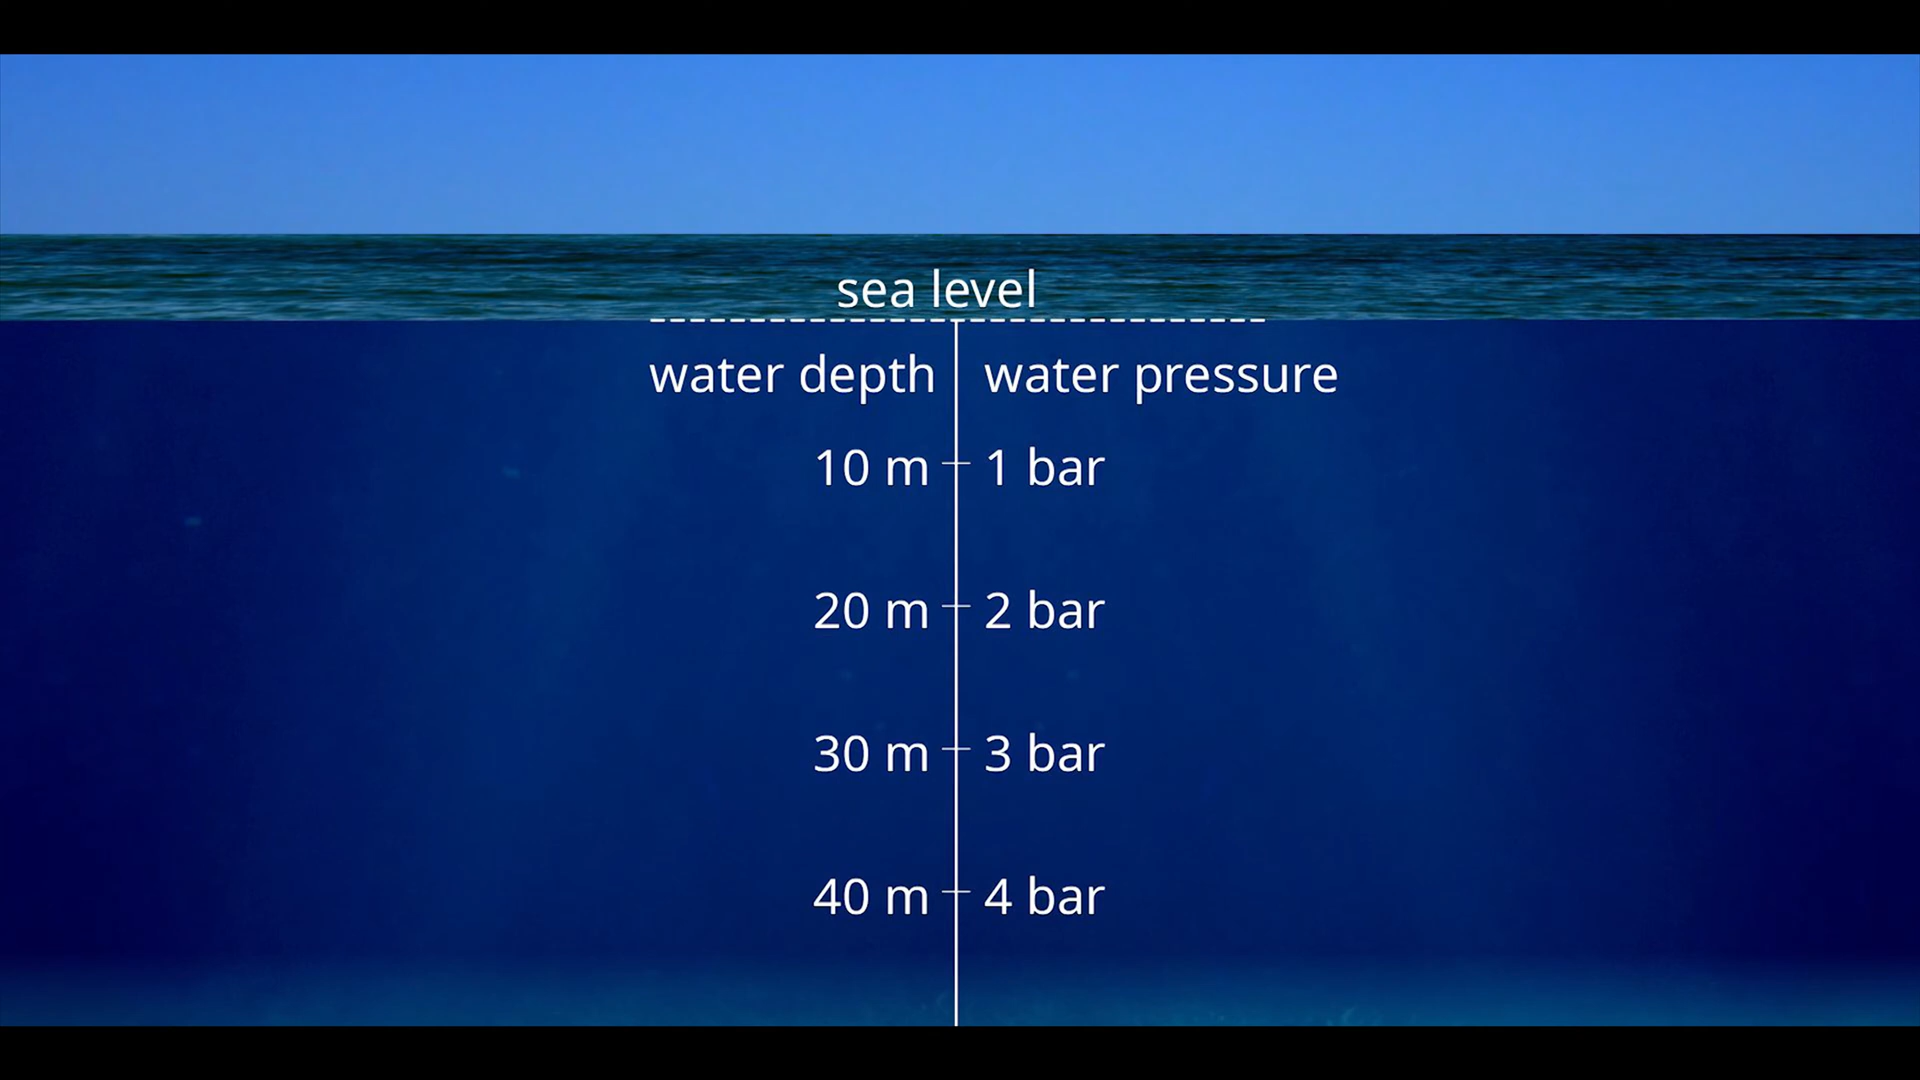 sea level
water depth water pressure
10 m 1 bar
20 m 2 bar
30 m 3 bar
40 m 4 bar